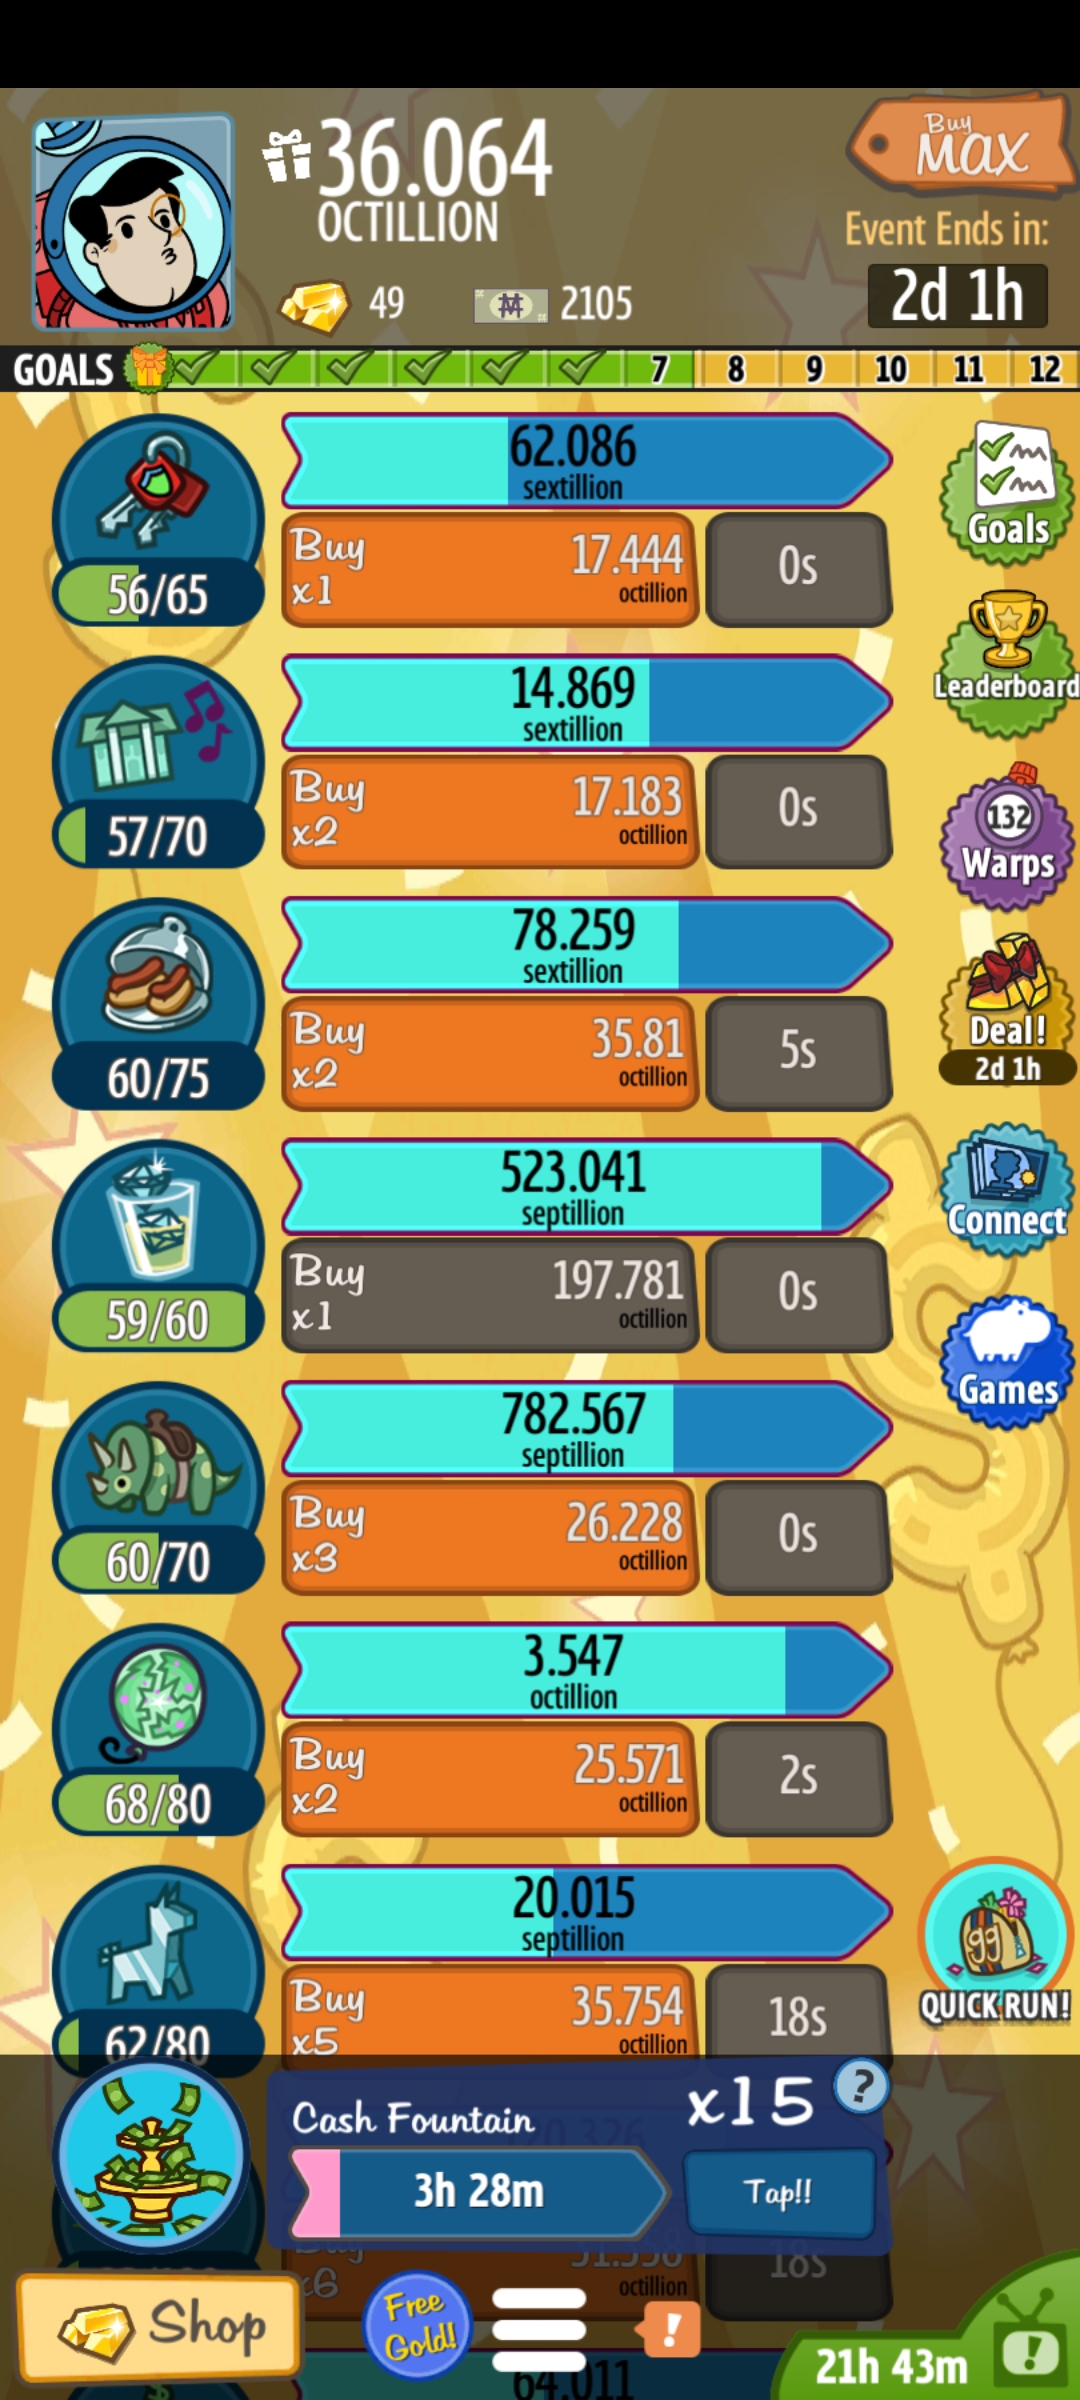 36.064
OCTILLION
Buy
MAX
Event Ends in:
49
2105
2d 1h
GOALS
7
8
9
10
11
12
62.086
sextillion
Goals
56/65
Buy
x1
17.444
octillion
0s
Leaderboard
14.869
sextillion
57/70
Buy
x2
17.183
octillion
0s
132
Warps
78.259
sextillion
Deal!
2d 1h
60/75
Buy
x2
35.81
octillion
5s
523.041
septillion
Connect
59/60
Buy
x1
197.781
octillion
0s
Games
782.567
septillion
60/70
Buy
x3
26.228
octillion
0s
3.547
octillion
68/80
Buy
x2
25.571
octillion
2s
20.015
septillion
99
QUICK RUN!
62/80
Buy
x5
35.754
octillion
18s
Cash Fountain
x15
?
3h 28m
Tap!!
x6
octillion
18s
Shop
Free
Gold!
!
21h 43m
!
64.011